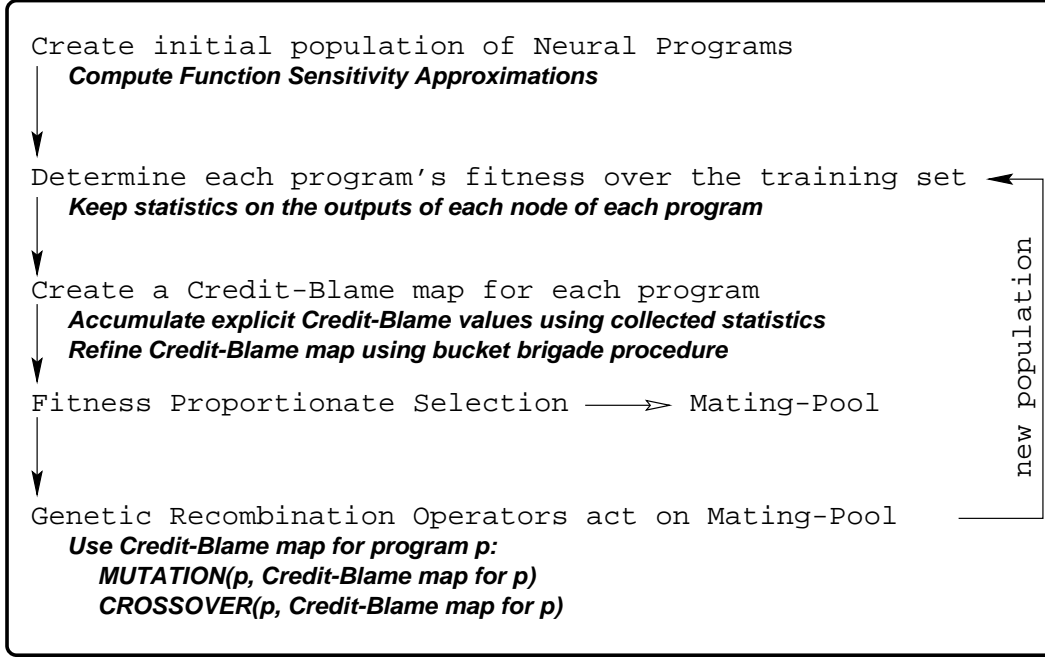 Create initial population of Neural Programs
Compute Function Sensitivity Approximations
Determine each program's fitness over the training set
Keep statistics on the outputs of each node of each program
Create a Credit-Blame map for each program
Accumulate explicit Credit-Blame values using collected statistics
Refine Credit-Blame map using bucket brigade procedure
Fitness Proportionate Selection Mating-Pool
Genetic Recombination Operators act on Mating-Pool
Use Credit-Blame map for program p:
MUTATION(p, Credit-Blame map for p)
CROSSOVER(p, Credit-Blame map for p)
new population